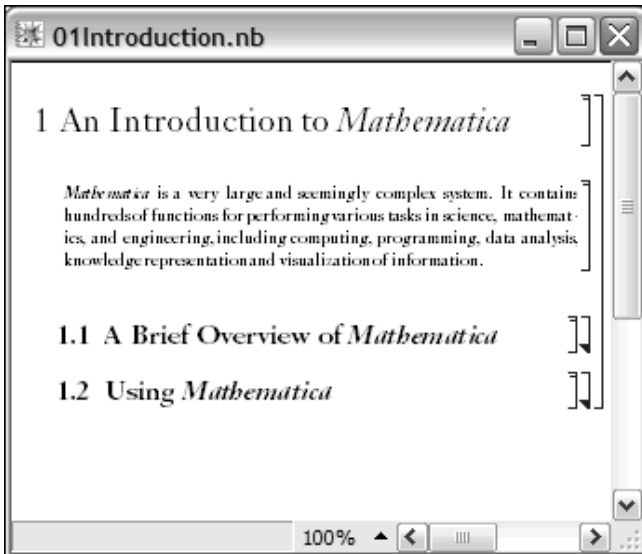 01Introduction.nb
1 An Introduction to Mathematica
Mathematica is a very large and seemingly complex system. It contains
hundreds of functions for performing various tasks in science, mathemat-
ics, and engineering, including computing, programming, data analysis,
knowledge representation and visualization of information.
1.1 A Brief Overview of Mathematica
1.2 Using Mathematica
100%